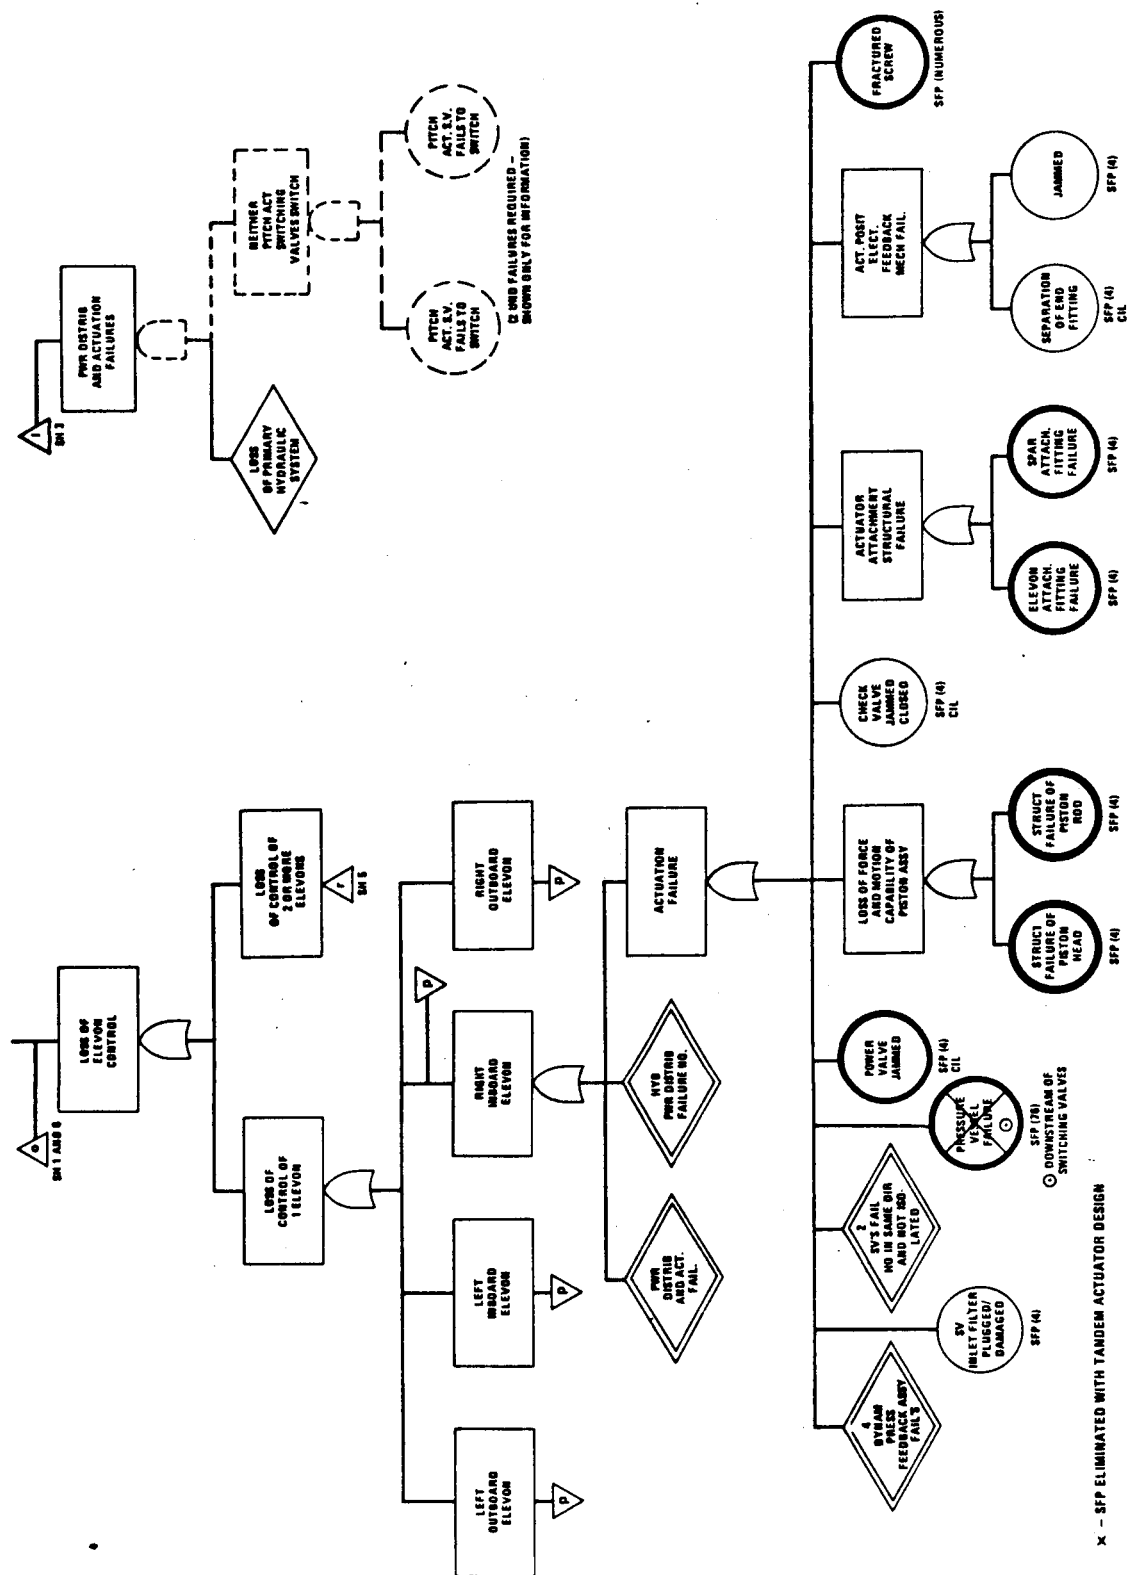 o
SH 1 AND 6
LOSS OF
ELEVON
CONTROL
LOSS OF
CONTROL OF
1 ELEVON
LOSS
OF CONTROL OF
2 OR MORE
ELEVONS
r
SH 5
LEFT
OUTBOARD
ELEVON
p
LEFT
INBOARD
ELEVON
p
RIGHT
INBOARD
ELEVON
p
RIGHT
OUTBOARD
ELEVON
p
PWR
DISTRIB
AND ACT.
FAIL.
HYD
PWR DISTRIB
FAILURE NO.
ACTUATION
FAILURE
I
SH 3
PWR DISTRIB
AND ACTUATION
FAILURES
LOSS
OF PRIMARY
HYDRAULIC
SYSTEM
NEITHER
PITCH ACT
SWITCHING
VALVES SWITCH
PITCH
ACT. S.V.
FAILS TO
SWITCH
PITCH
ACT. S.V.
FAILS TO
SWITCH
(2 UND FAILURES REQUIRED –
SHOWN ONLY FOR INFORMATION)
4
DYNAM
PRESS
FEEDBACK ASSY
FAIL'S
SV
INLET FILTER
PLUGGED/
DAMAGED
SFP (4)
2
SV'S FAIL
HO IN SAME DIR
AND NOT ISO-
LATED
PRESSURE
VESSEL
FAILURE
SFP (76)
DOWNSTREAM OF
SWITCHING VALVES
POWER
VALVE
JAMMED
SFP (4)
CIL
LOSS OF FORCE
AND MOTION
CAPABILITY OF
PISTON ASSY
STRUCT
FAILURE OF
PISTON
HEAD
SFP (4)
STRUCT
FAILURE OF
PISTON
ROD
SFP (4)
CHECK
VALVE
JAMMED
CLOSED
SFP (4)
CIL
ACTUATOR
ATTACHMENT
STRUCTURAL
FAILURE
ELEVON
ATTACH.
FITTING
FAILURE
SFP (4)
SPAR
ATTACH.
FITTING
FAILURE
SFP (4)
ACT. POSIT
ELECT.
FEEDBACK
MECH FAIL.
SEPARATION
OF END
FITTING
SFP (4)
CIL
JAMMED
SFP (4)
FRACTURED
SCREW
SFP (NUMEROUS)
X – SFP ELIMINATED WITH TANDEM ACTUATOR DESIGN